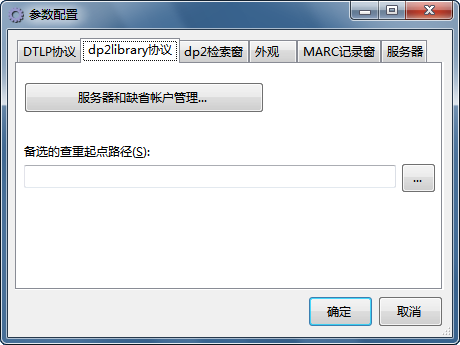 参数配置
DTLP协议 dp2library协议 dp2检索窗 外观 MARC记录窗 服务器
服务器和缺省帐户管理...
备选的查重起点路径(S):
...
确定 取消